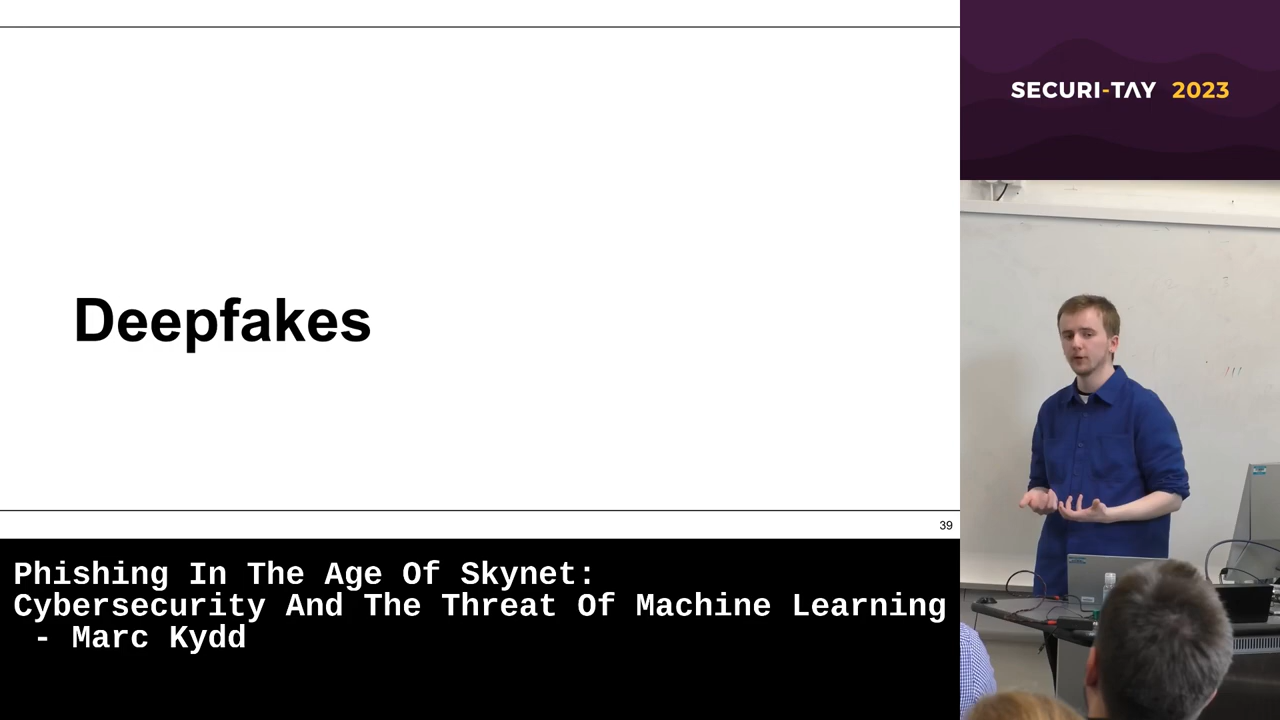 Deepfakes
39
SECURI-TAY 2023
Phishing In The Age Of Skynet:
Cybersecurity And The Threat Of Machine Learning
- Marc Kydd